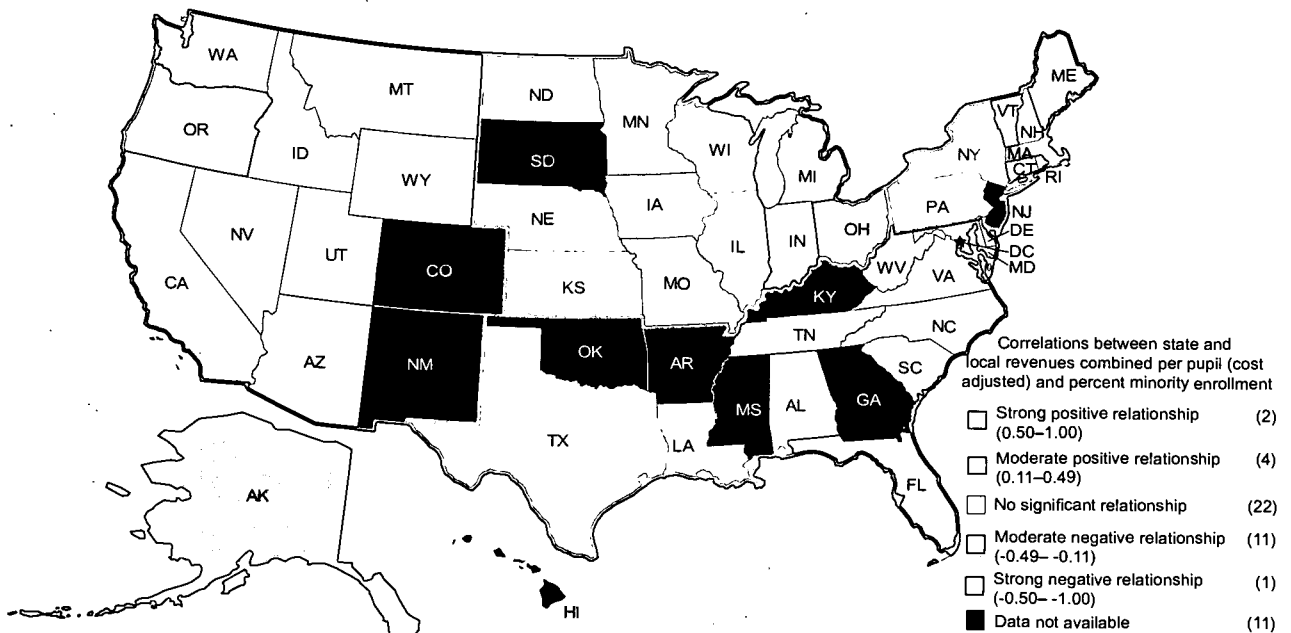 WA
MT
ND
MN
ME
VT
NH
OR
ID
SD
WI
NY
MA
CT
RI
WY
MI
IA
PA
NJ
NE
NV
UT
IL
IN
OH
DE
DC
MD
CO
WV
VA
CA
KS
MO
KY
NC
TN
AZ
NM
OK
AR
SC
MS
AL
GA
TX
LA
AK
FL
HI
Correlations between state and
local revenues combined per pupil (cost
adjusted) and percent minority enrollment
Strong positive relationship (2)
(0.50–1.00)
Moderate positive relationship (4)
(0.11–0.49)
No significant relationship (22)
Moderate negative relationship (11)
(-0.49– -0.11)
Strong negative relationship (1)
(-0.50– -1.00)
Data not available (11)